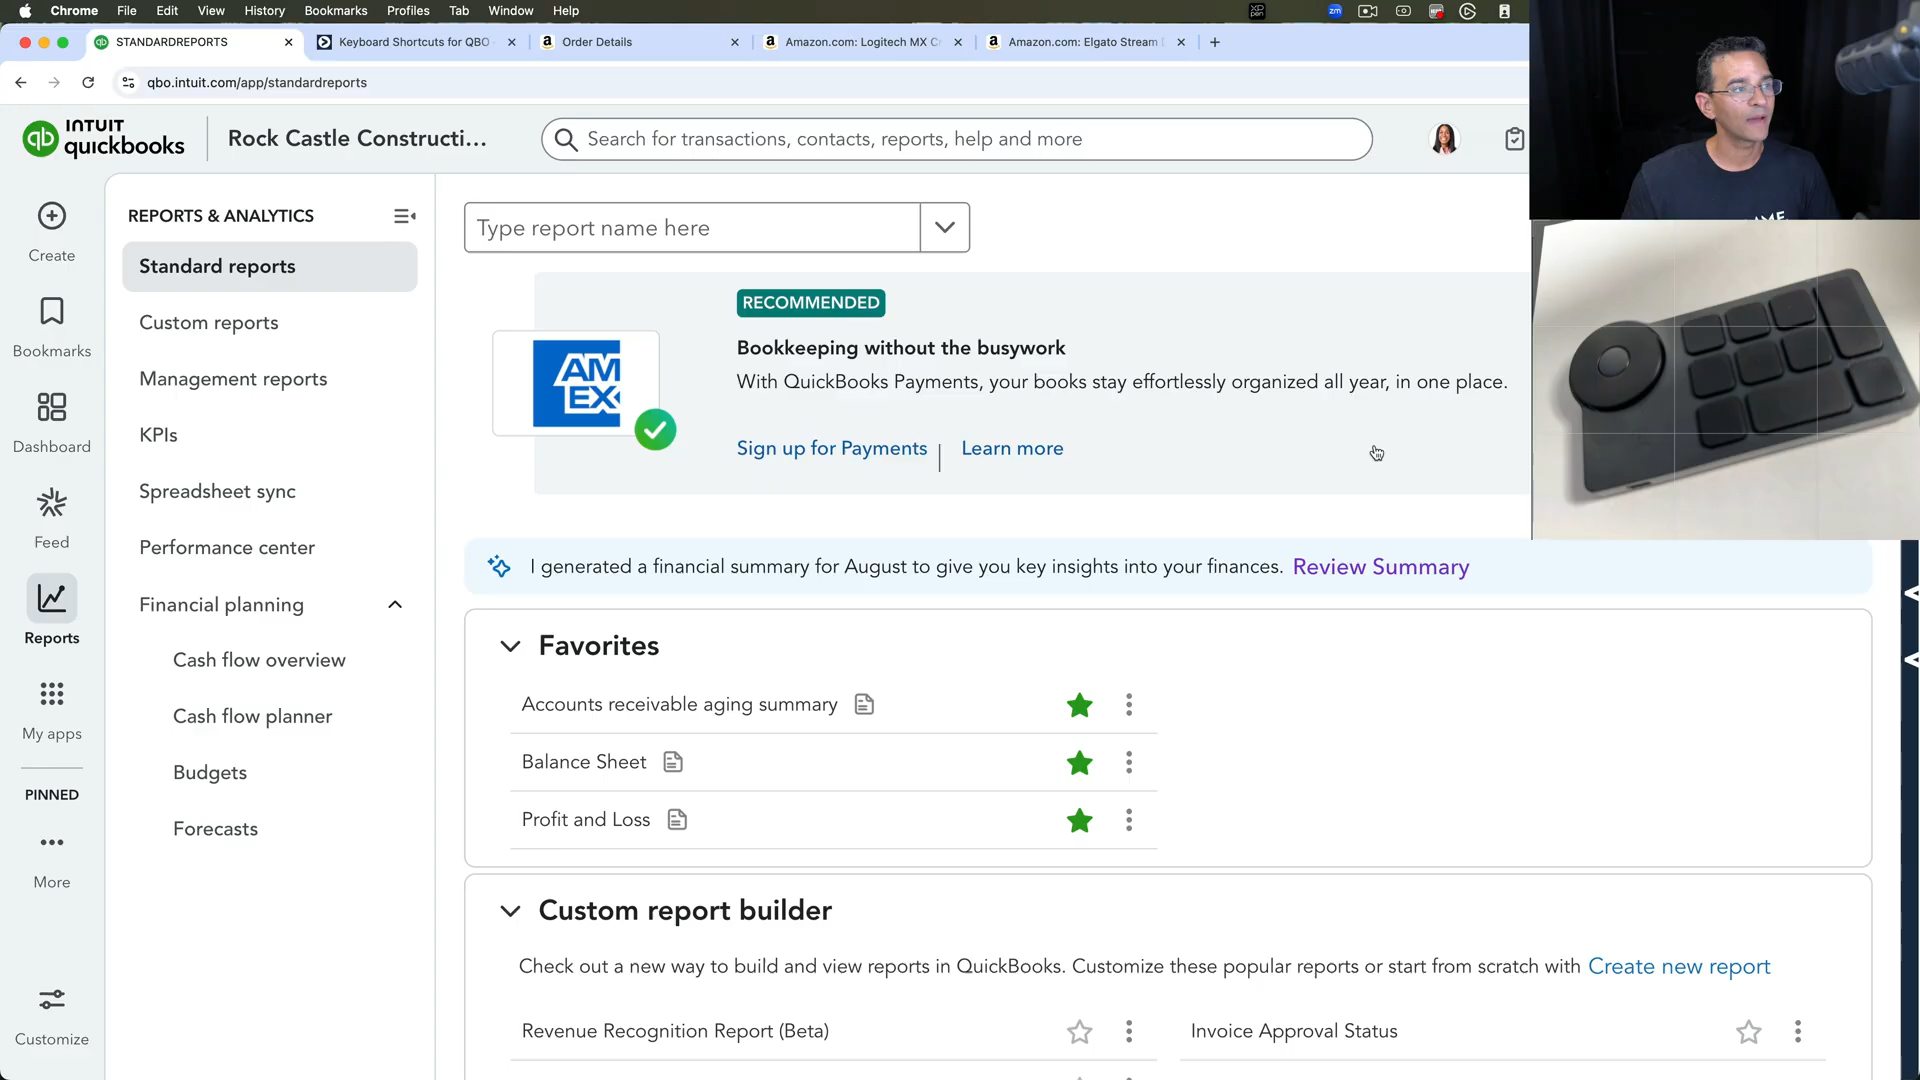 Chrome File Edit View History Bookmarks Profiles Tab Window Help
XP PEN
zm
STANDARDREPORTS
Keyboard Shortcuts for QBO
Order Details
Amazon.com: Logitech MX C
Amazon.com: Elgato Stream
qbo.intuit.com/app/standardreports
qb INTUIT quickbooks
Rock Castle Constructi...
Search for transactions, contacts, reports, help and more
Create
Bookmarks
Dashboard
Feed
Reports
My apps
PINNED
More
Customize
REPORTS & ANALYTICS
Standard reports
Custom reports
Management reports
KPIs
Spreadsheet sync
Performance center
Financial planning
Cash flow overview
Cash flow planner
Budgets
Forecasts
Type report name here
RECOMMENDED
AM
EX
Bookkeeping without the busywork
With QuickBooks Payments, your books stay effortlessly organized all year, in one place.
Sign up for Payments | Learn more
I generated a financial summary for August to give you key insights into your finances. Review Summary
Favorites
Accounts receivable aging summary
Balance Sheet
Profit and Loss
Custom report builder
Check out a new way to build and view reports in QuickBooks. Customize these popular reports or start from scratch with Create new report
Revenue Recognition Report (Beta)
Invoice Approval Status